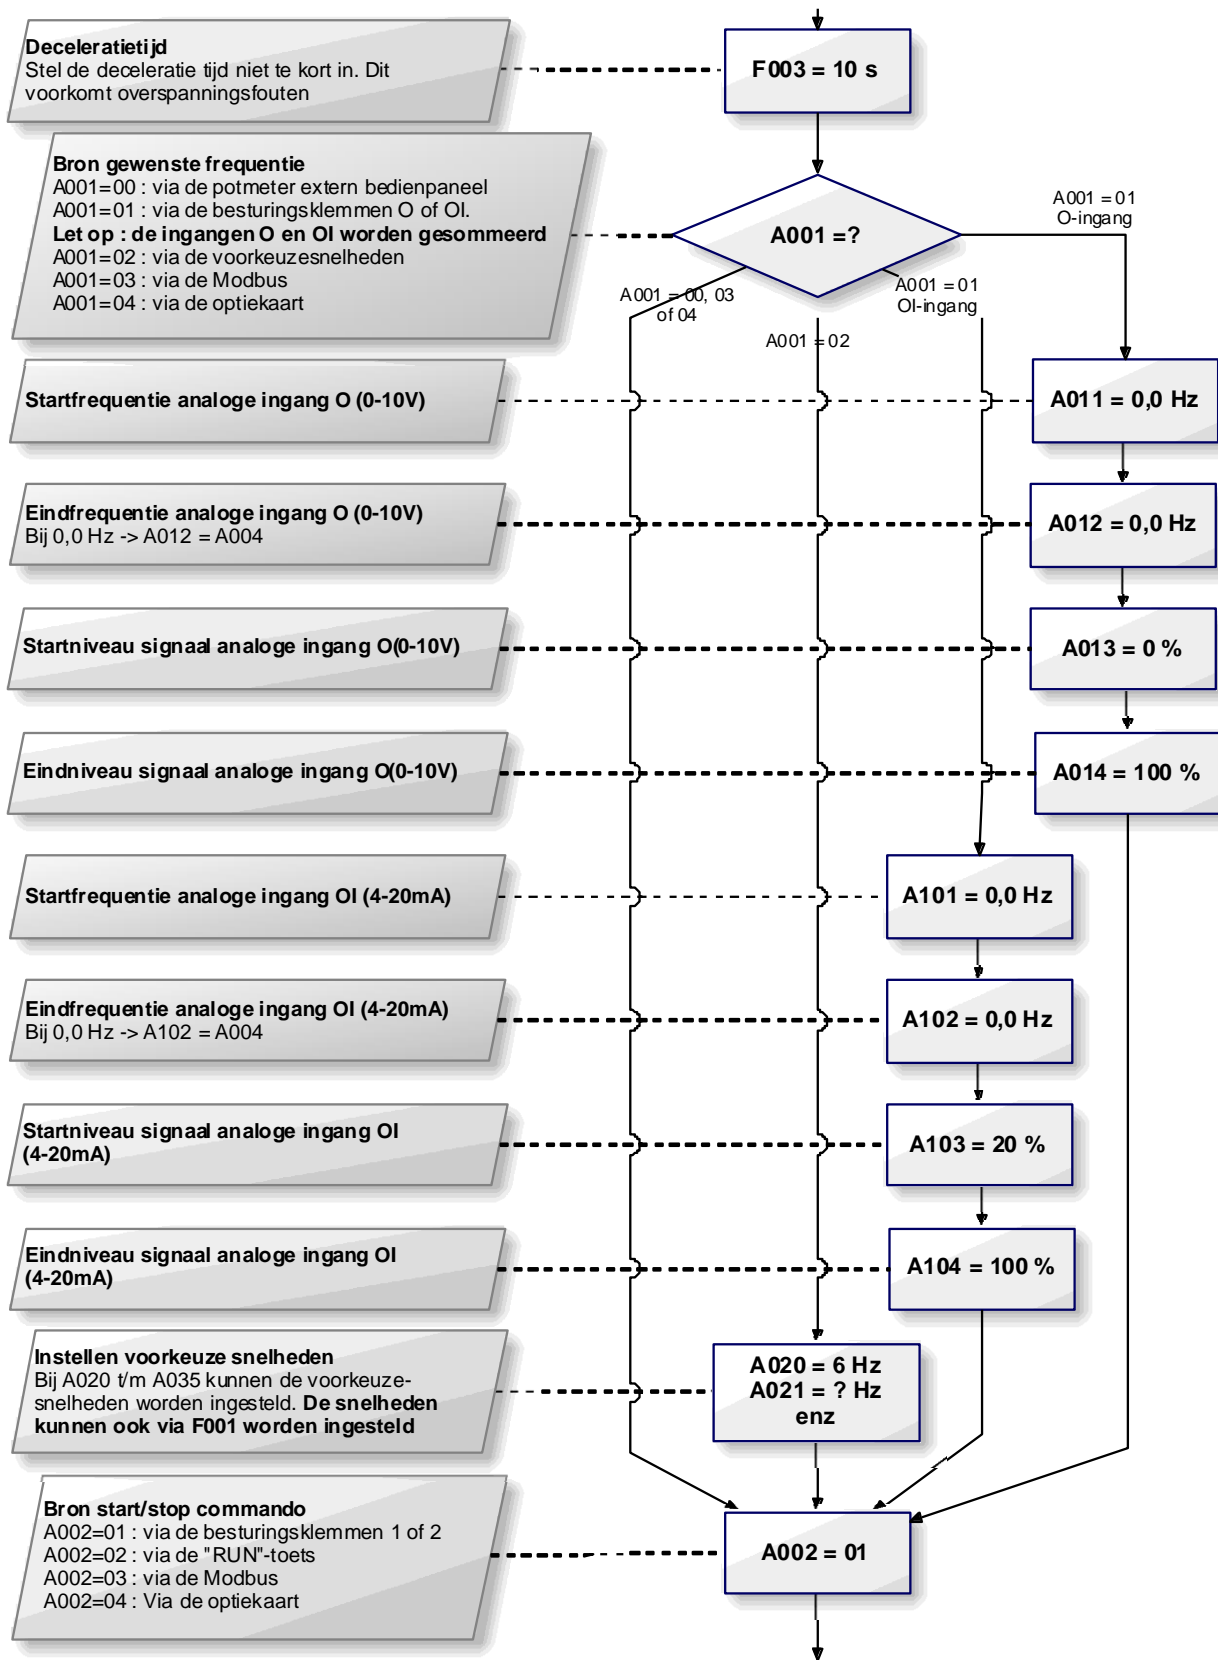 Deceleratietijd
Stel de deceleratie tijd niet te kort in. Dit
voorkomt overspanningsfouten
F003 = 10 s
Bron gewenste frequentie
A001=00 : via de potmeter extern bedienpaneel
A001=01 : via de besturingsklemmen O of OI.
Let op : de ingangen O en OI worden gesommeerd
A001=02 : via de voorkeuzesnelheden
A001=03 : via de Modbus
A001=04 : via de optiekaart
A001 =?
A001 = 01
O-ingang
A001 = 01
OI-ingang
A001 = 00, 03
of 04
A001 = 02
Startfrequentie analoge ingang O (0-10V)
A011 = 0,0 Hz
Eindfrequentie analoge ingang O (0-10V)
Bij 0,0 Hz -> A012 = A004
A012 = 0,0 Hz
Startniveau signaal analoge ingang O(0-10V)
A013 = 0 %
Eindniveau signaal analoge ingang O(0-10V)
A014 = 100 %
Startfrequentie analoge ingang OI (4-20mA)
A101 = 0,0 Hz
Eindfrequentie analoge ingang OI (4-20mA)
Bij 0,0 Hz -> A102 = A004
A102 = 0,0 Hz
Startniveau signaal analoge ingang OI
(4-20mA)
A103 = 20 %
Eindniveau signaal analoge ingang OI
(4-20mA)
A104 = 100 %
Instellen voorkeuze snelheden
Bij A020 t/m A035 kunnen de voorkeuze-
snelheden worden ingesteld. De snelheden
kunnen ook via F001 worden ingesteld
A020 = 6 Hz
A021 = ? Hz
enz
Bron start/stop commando
A002=01 : via de besturingsklemmen 1 of 2
A002=02 : via de "RUN"-toets
A002=03 : via de Modbus
A002=04 : Via de optiekaart
A002 = 01